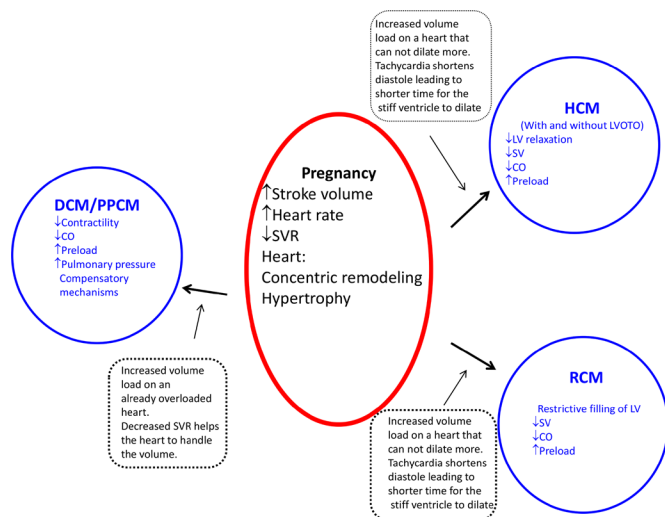 Increased volume
load on a heart that
can not dilate more.
Tachycardia shortens
diastole leading to
shorter time for the
stiff ventricle to dilate
HCM
(With and without LVOTO)
↓LV relaxation
↓SV
↓CO
↑Preload
Pregnancy
↑Stroke volume
↑Heart rate
↓SVR
Heart:
Concentric remodeling
Hypertrophy
DCM/PPCM
↓Contractility
↓CO
↑Preload
↑Pulmonary pressure
Compensatory
mechanisms
Increased volume
load on an
already overloaded
heart.
Decreased SVR helps
the heart to handle
the volume.
Increased volume
load on a heart that
can not dilate more.
Tachycardia shortens
diastole leading to
shorter time for the
stiff ventricle to dilate
RCM
Restrictive filling of LV
↓SV
↓CO
↑Preload